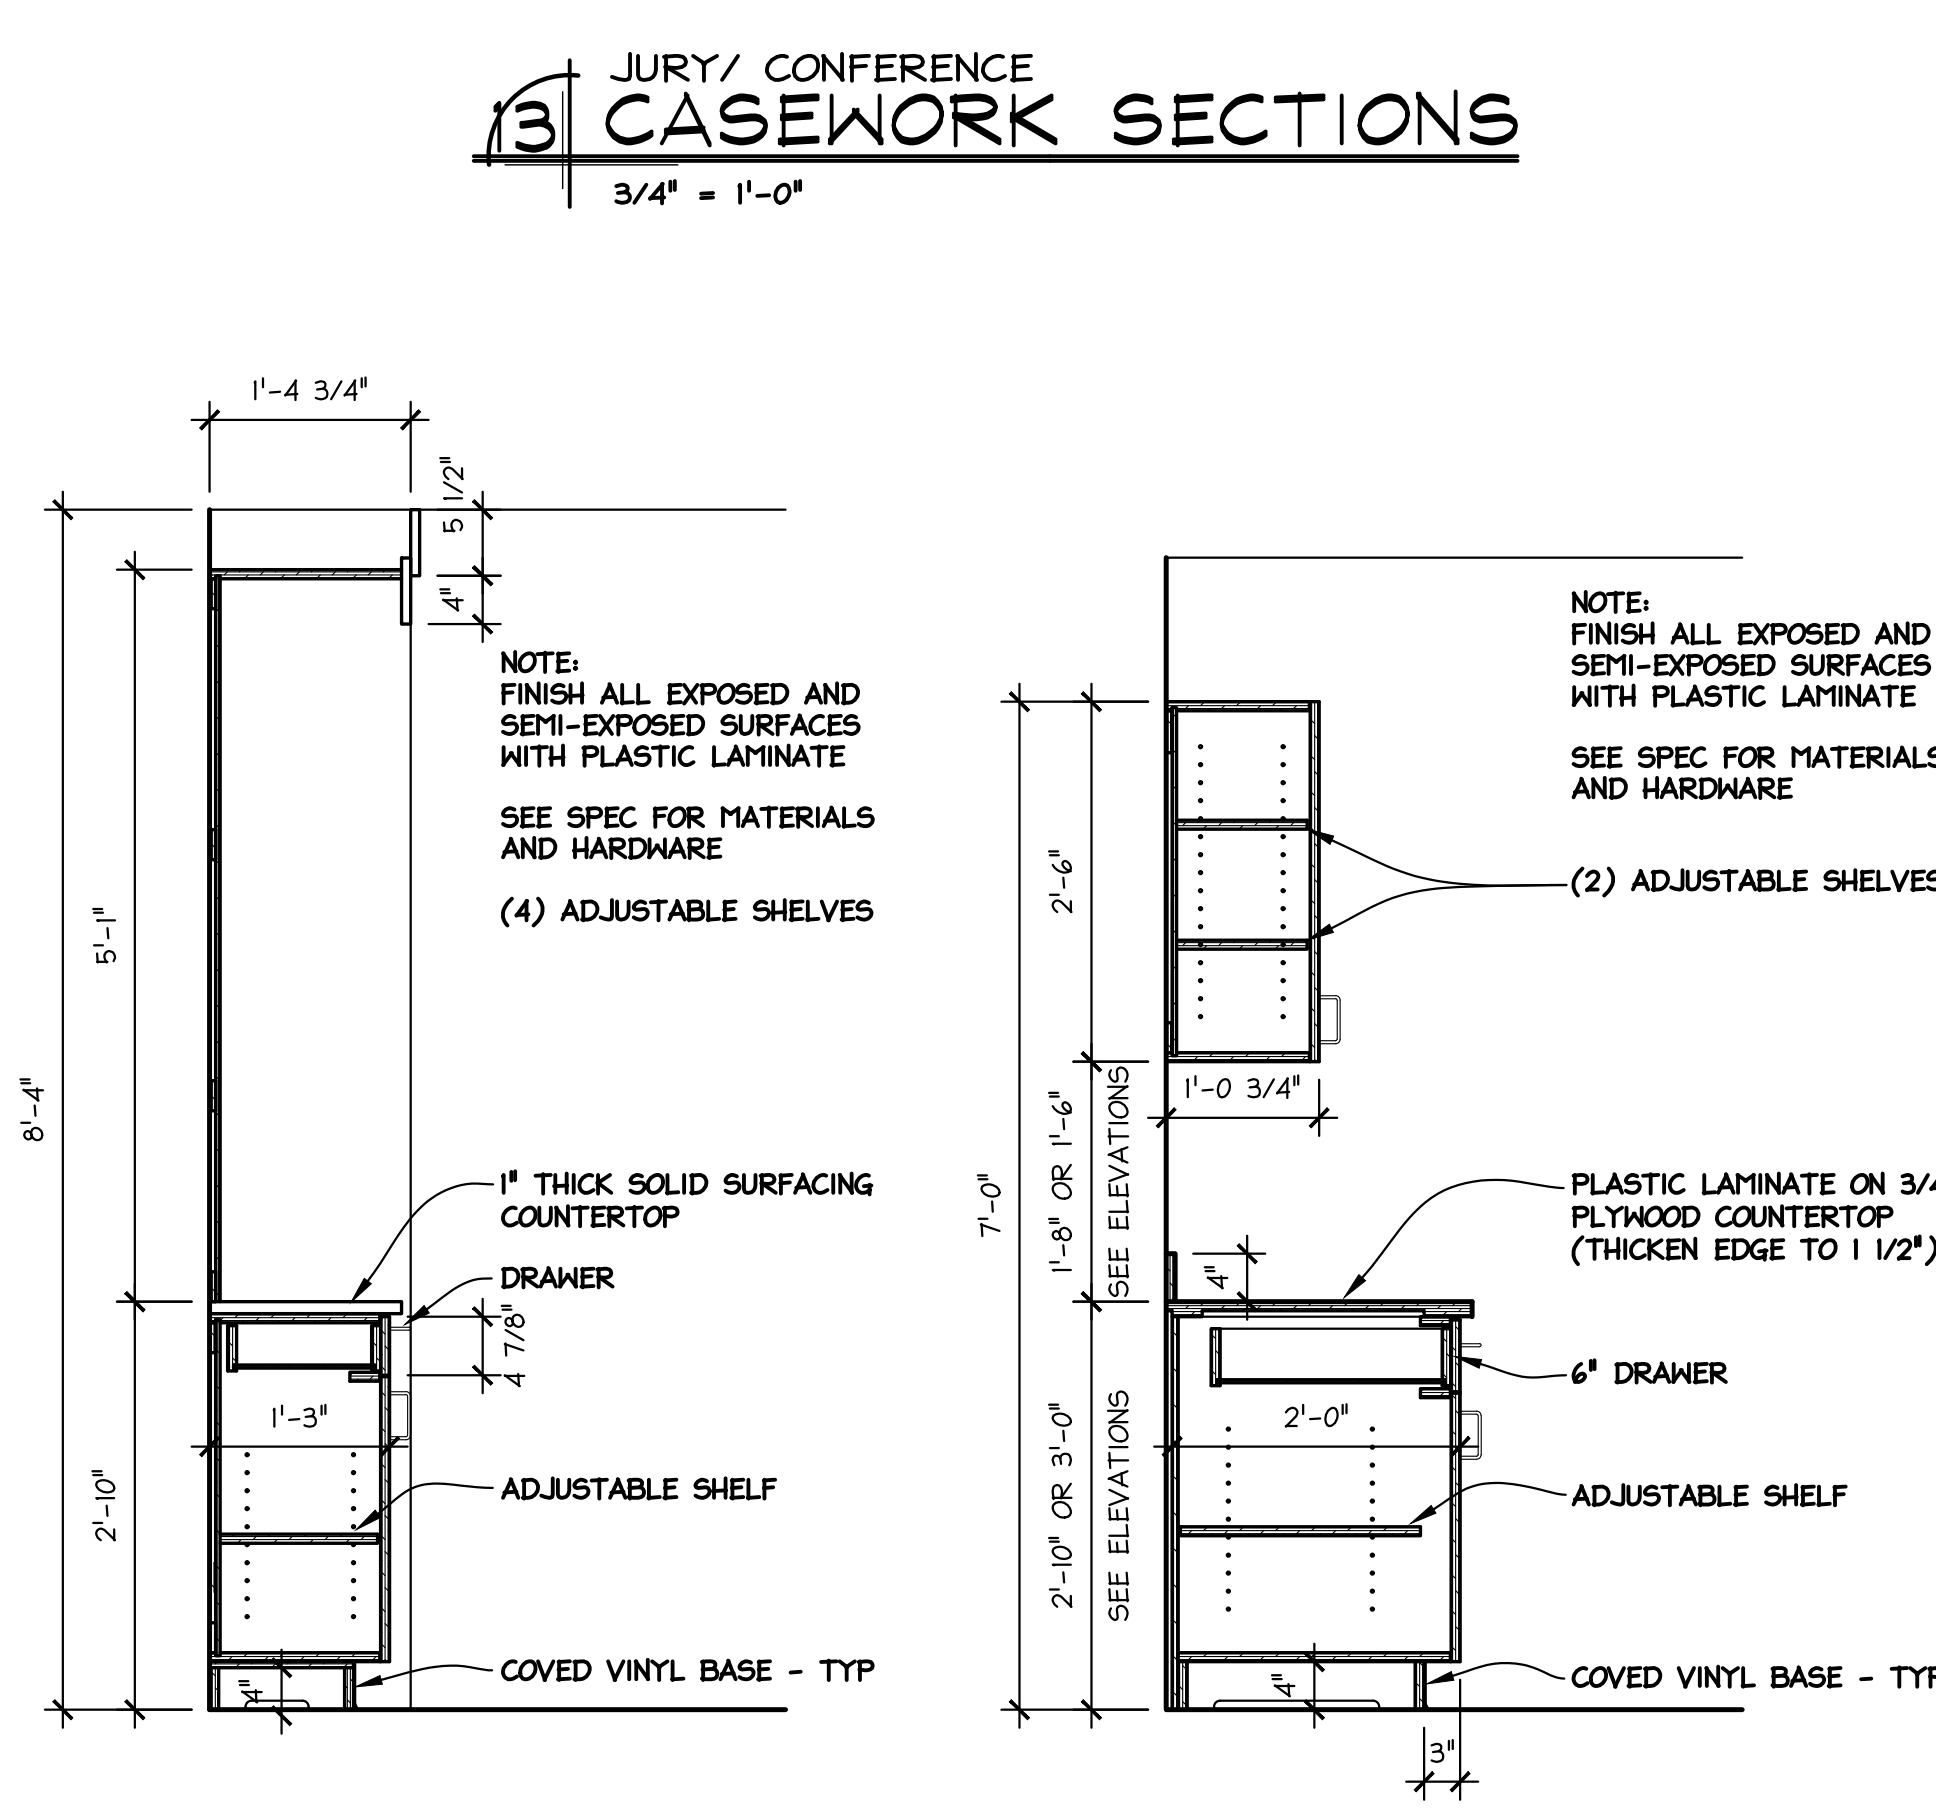 JURY/ CONFERENCE
13 CASEWORK SECTIONS
3/4" = 1'-0"
1'-4 3/4"
5 1/2"
4"
NOTE:
FINISH ALL EXPOSED AND
SEMI-EXPOSED SURFACES
WITH PLASTIC LAMINATE
SEE SPEC FOR MATERIALS
AND HARDWARE
(4) ADJUSTABLE SHELVES
5'-1"
8'-4"
1" THICK SOLID SURFACING
COUNTERTOP
DRAWER
4 7/8"
1'-3"
2'-10"
ADJUSTABLE SHELF
COVED VINYL BASE - TYP
4"
NOTE:
FINISH ALL EXPOSED AND
SEMI-EXPOSED SURFACES
WITH PLASTIC LAMINATE
SEE SPEC FOR MATERIALS
AND HARDWARE
(2) ADJUSTABLE SHELVES
2'-6"
1'-0 3/4"
7'-0"
1'-8" OR 1'-6"
SEE ELEVATIONS
4"
PLASTIC LAMINATE ON 3/4
PLYWOOD COUNTERTOP
(THICKEN EDGE TO 1 1/2")
6" DRAWER
2'-0"
2'-10" OR 3'-0"
SEE ELEVATIONS
ADJUSTABLE SHELF
COVED VINYL BASE - TYP
4"
3"